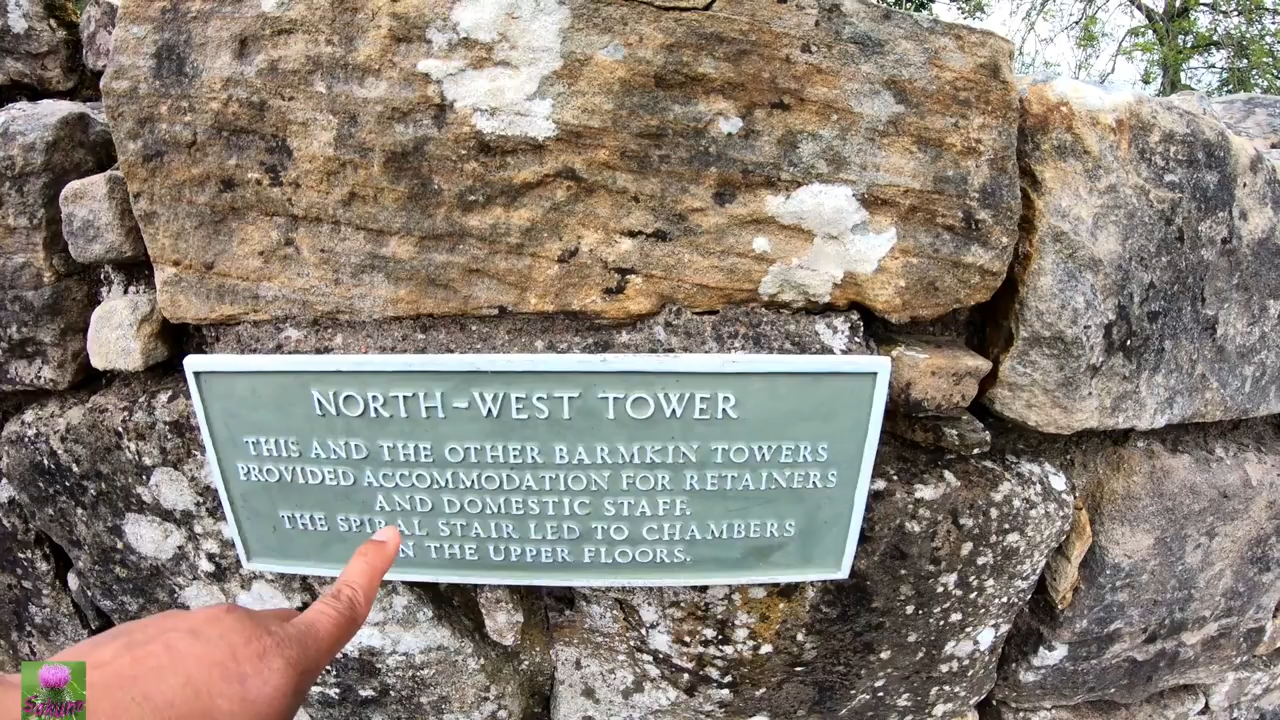 NORTH-WEST TOWER
THIS AND THE OTHER BARMKIN TOWERS
PROVIDED ACCOMMODATION FOR RETAINERS
AND DOMESTIC STAFF.
THE SPIRAL STAIR LED TO CHAMBERS
THE UPPER FLOORS.